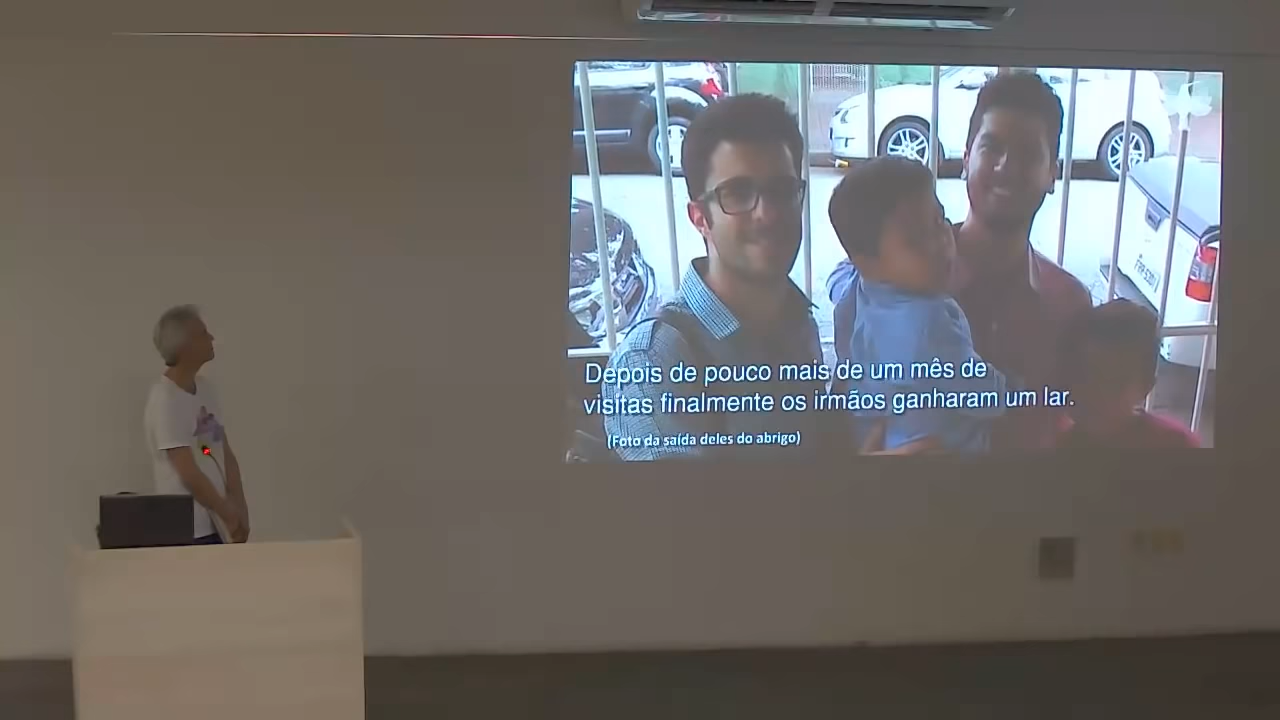 Depois de pouco mais de um mês de
visitas finalmente os irmãos ganharam um lar.
(Foto da saída deles do abrigo)